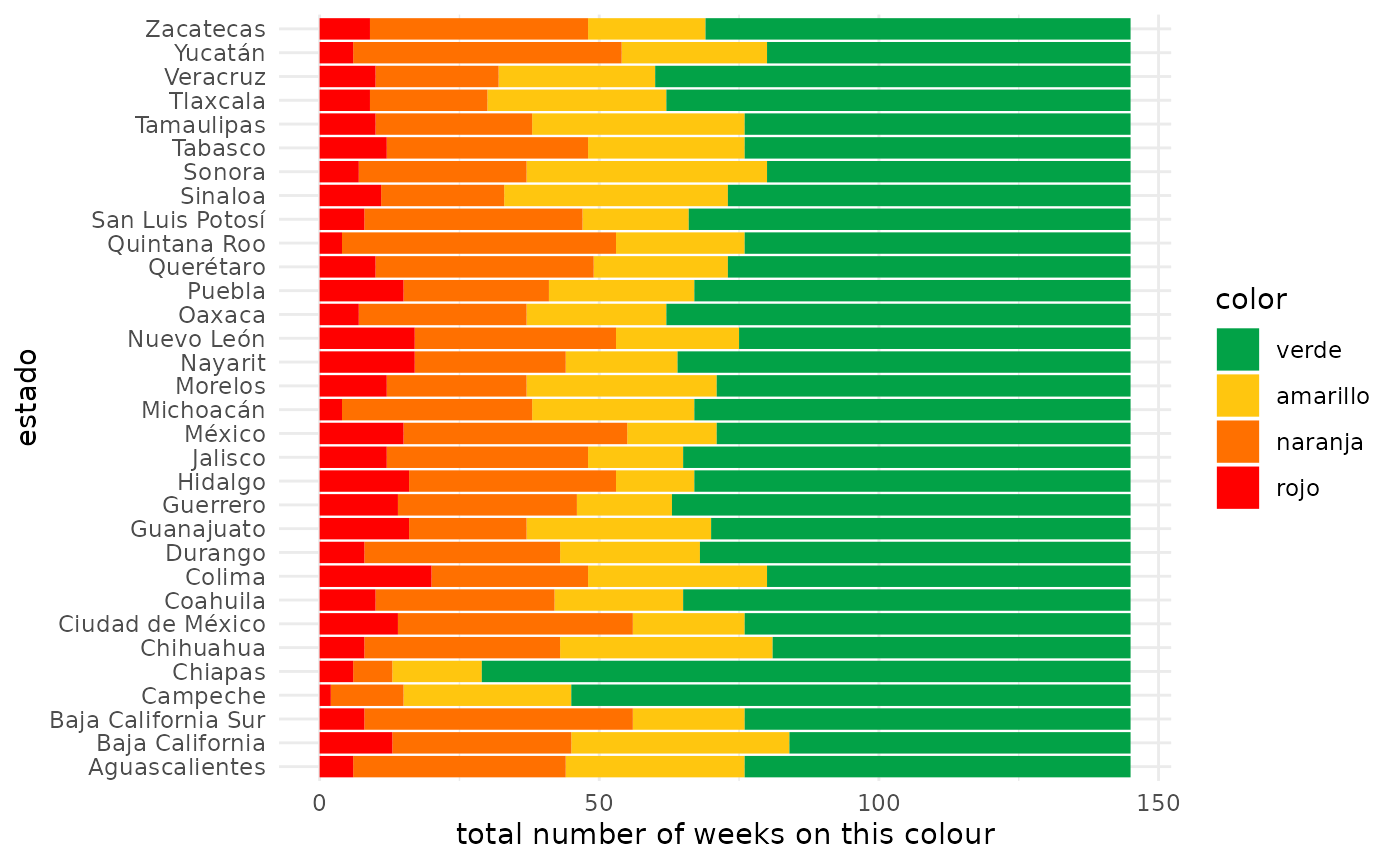 Zacatecas
Yucatán
Veracruz
Tlaxcala
Tamaulipas
Tabasco
Sonora
Sinaloa
San Luis Potosí
Quintana Roo
Querétaro
Puebla
Oaxaca
Nuevo León
Nayarit
Morelos
Michoacán
México
Jalisco
Hidalgo
Guerrero
Guanajuato
Durango
Colima
Coahuila
Ciudad de México
Chihuahua
Chiapas
Campeche
Baja California Sur
Baja California
Aguascalientes
estado
0 50 100 150
total number of weeks on this colour
color
verde
amarillo
naranja
rojo